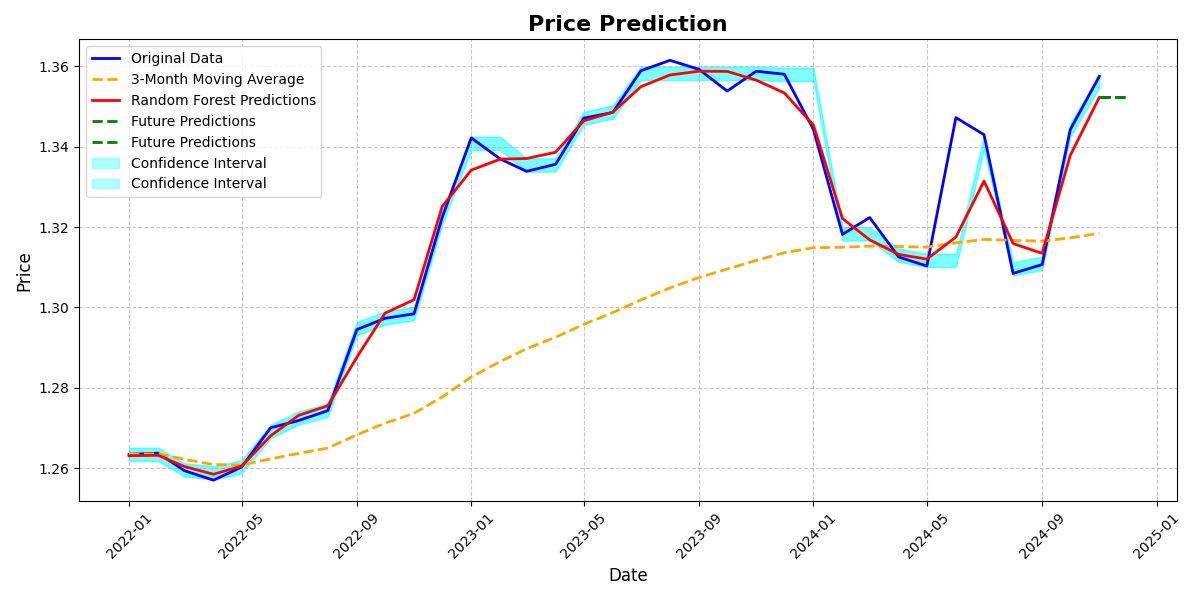 Price Prediction
Original Data
3-Month Moving Average
Random Forest Predictions
Future Predictions
Future Predictions
Confidence Interval
Confidence Interval
1.36
1.34
1.32
1.30
1.28
1.26
Price
2022-01
2022-05
2022-09
2023-01
2023-05
2023-09
2024-01
2024-05
2024-09
2025-01
Date